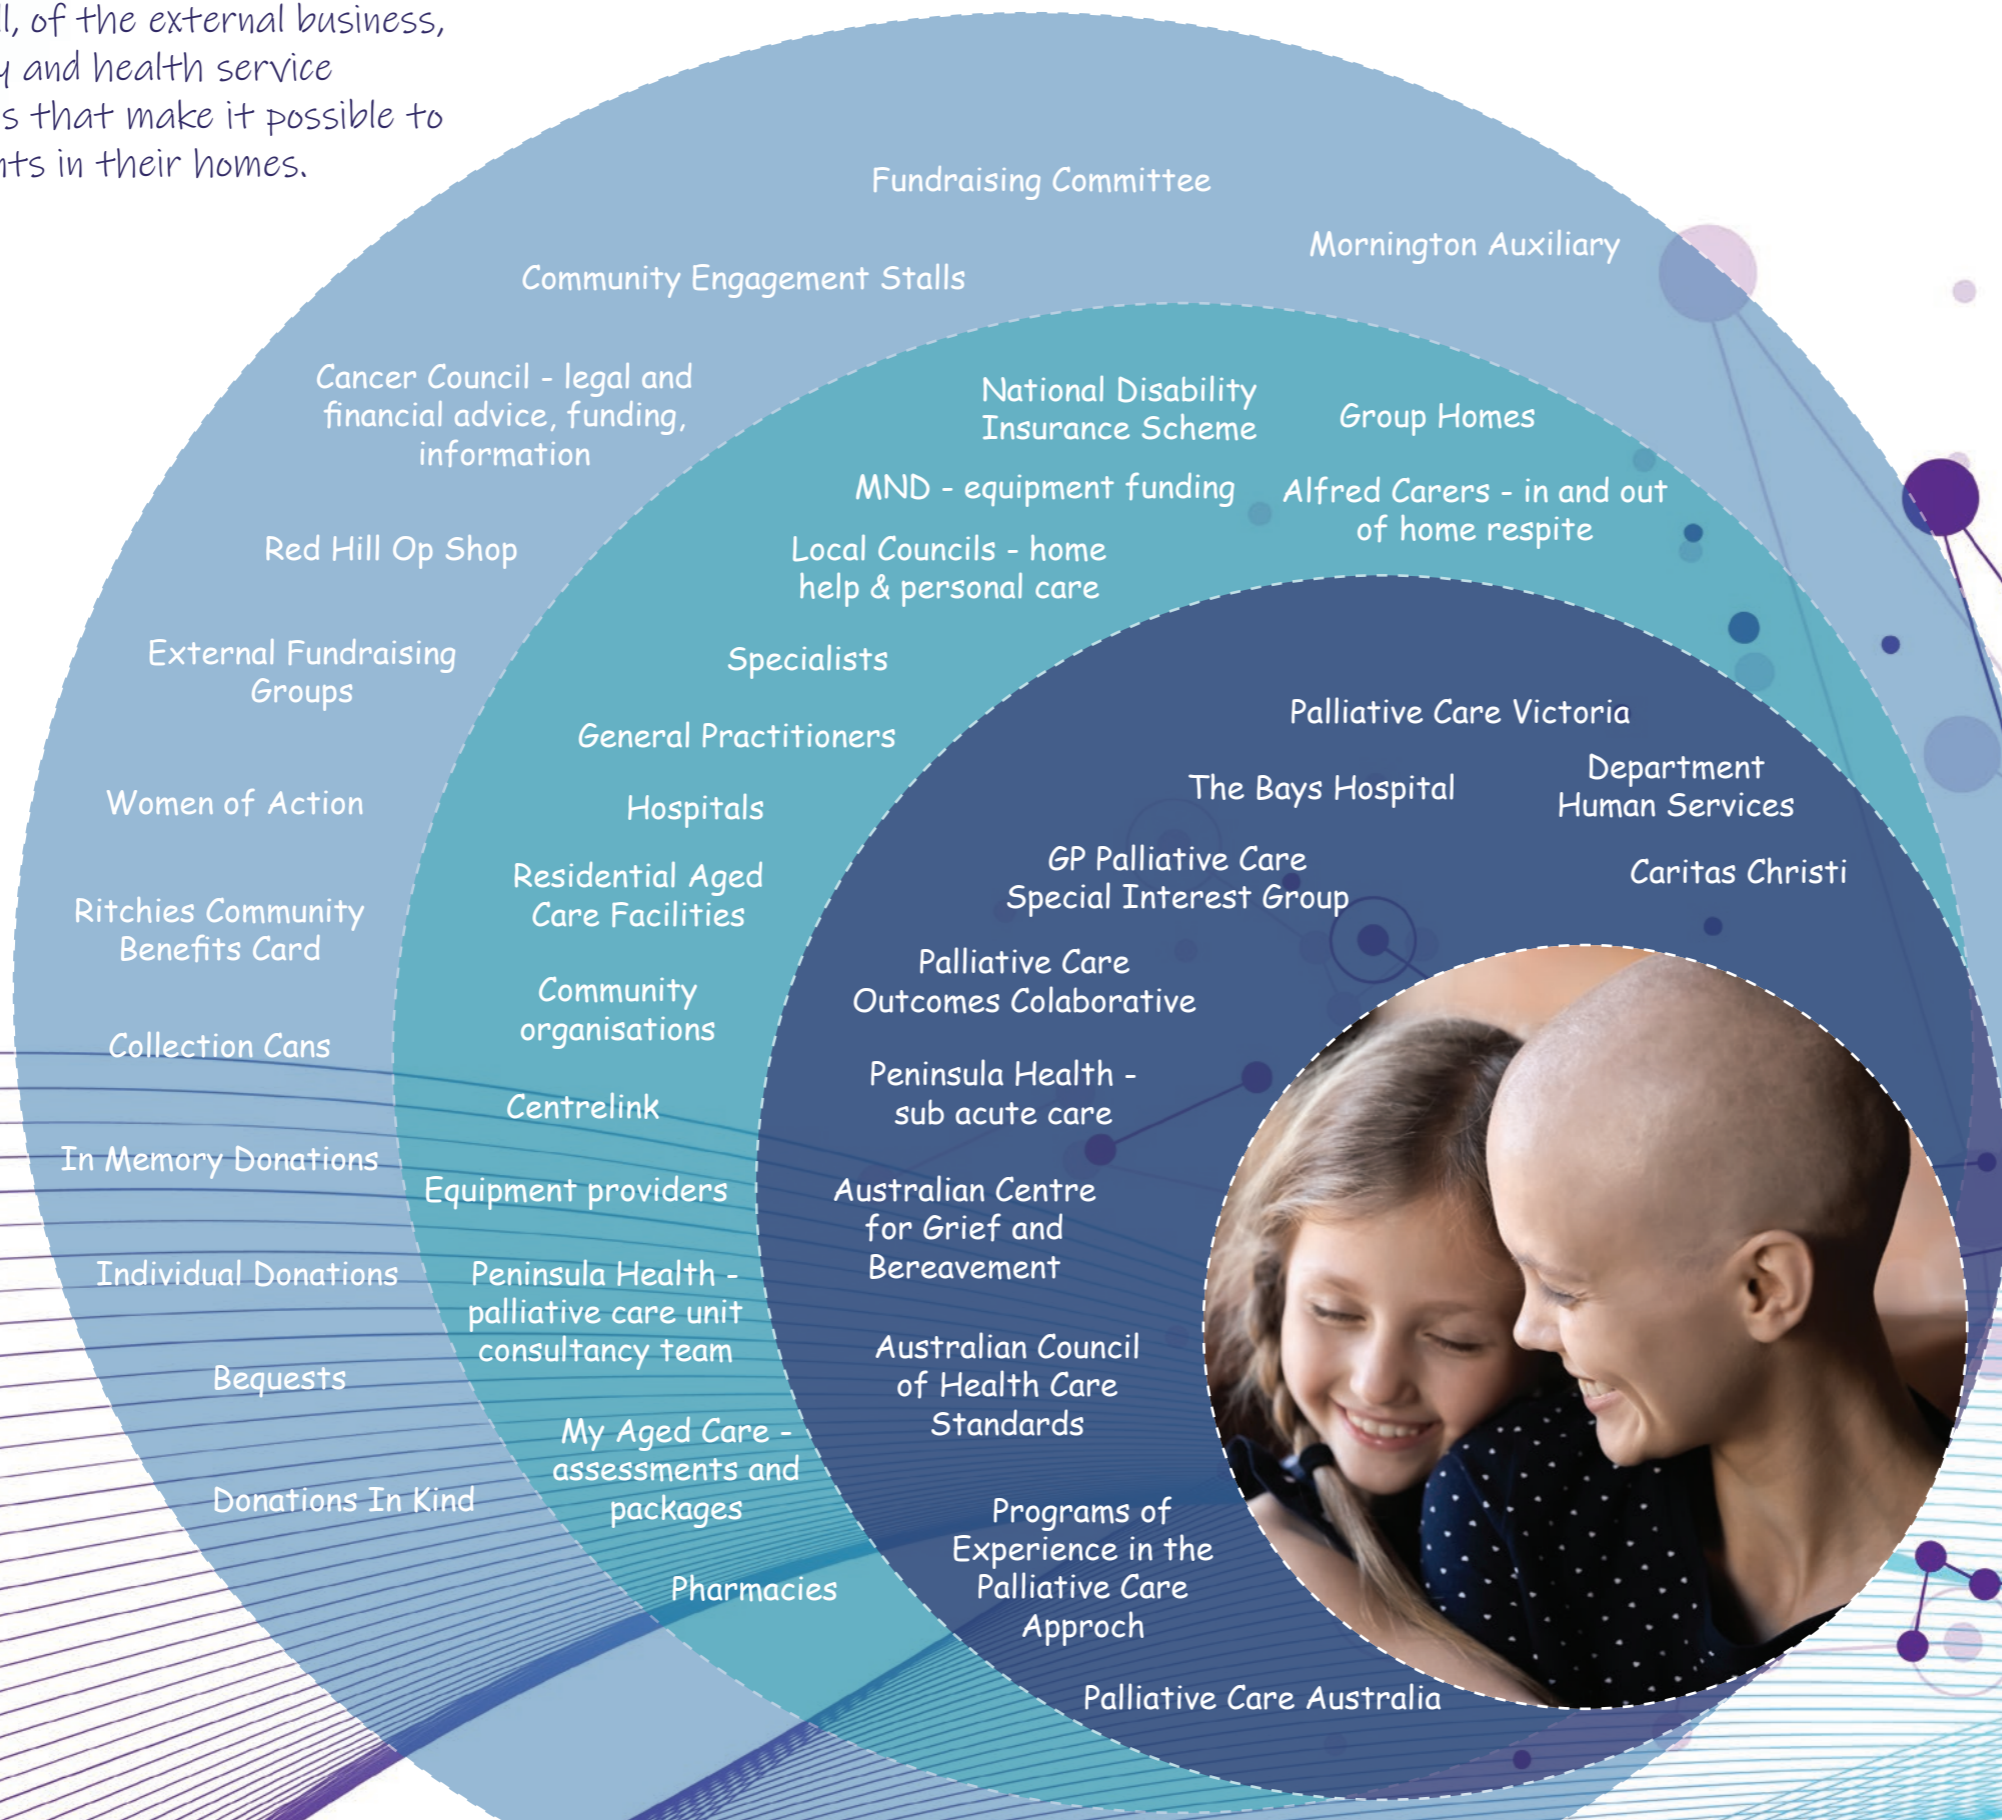 of the external business,
and health service
that make it possible to
in their homes.
Fundraising Committee
Mornington Auxiliary
Community Engagement Stalls
Cancer Council - legal and
financial advice, funding,
information
Red Hill Op Shop
External Fundraising
Groups
Women of Action
Ritchies Community
Benefits Card
Collection Cans
In Memory Donations
Individual Donations
Bequests
Donations In Kind
National Disability
Insurance Scheme
Group Homes
MND - equipment funding
Alfred Carers - in and out
of home respite
Local Councils - home
help & personal care
Specialists
General Practitioners
Hospitals
Residential Aged
Care Facilities
Community
organisations
Centrelink
Equipment providers
Peninsula Health -
palliative care unit
consultancy team
My Aged Care -
assessments and
packages
Pharmacies
Palliative Care Victoria
The Bays Hospital
Department
Human Services
GP Palliative Care
Special Interest Group
Caritas Christi
Palliative Care
Outcomes Colaborative
Peninsula Health -
sub acute care
Australian Centre
for Grief and
Bereavement
Australian Council
of Health Care
Standards
Programs of
Experience in the
Palliative Care
Approch
Palliative Care Australia